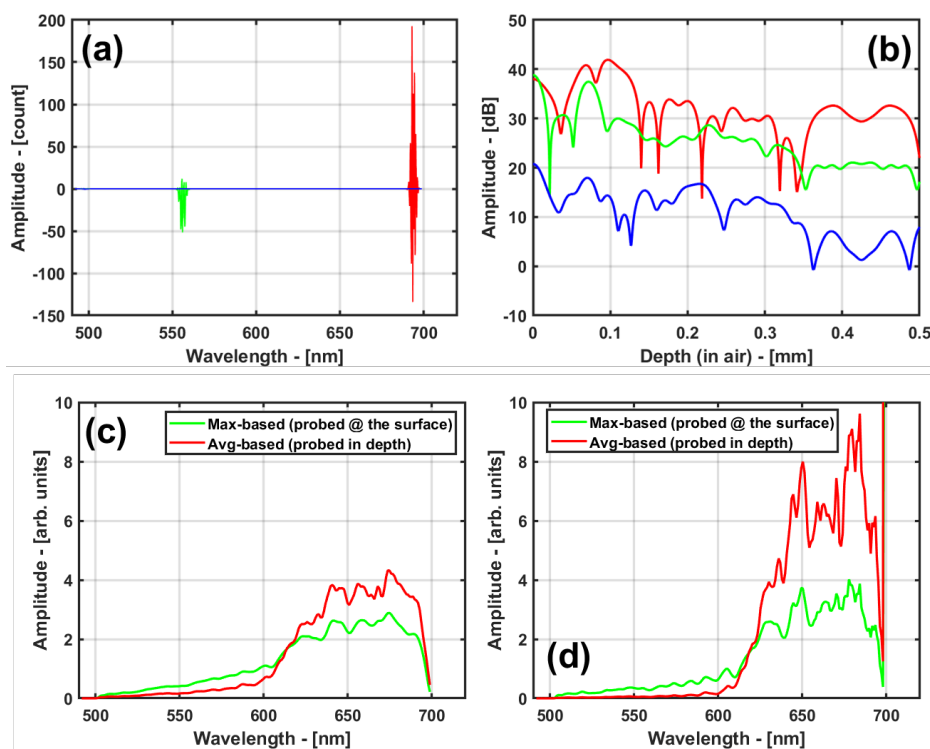 (a)
200
150
100
50
0
-50
-100
-150
500 550 600 650 700
Amplitude - [count]
Wavelength - [nm]
(b)
50
40
30
20
10
0
-10
0 0.1 0.2 0.3 0.4 0.5
Amplitude - [dB]
Depth (in air) - [mm]
(c)
Max-based (probed @ the surface)
Avg-based (probed in depth)
10
8
6
4
2
0
500 550 600 650 700
Amplitude - [arb. units]
Wavelength - [nm]
(d)
Max-based (probed @ the surface)
Avg-based (probed in depth)
10
8
6
4
2
0
500 550 600 650 700
Amplitude - [arb. units]
Wavelength - [nm]